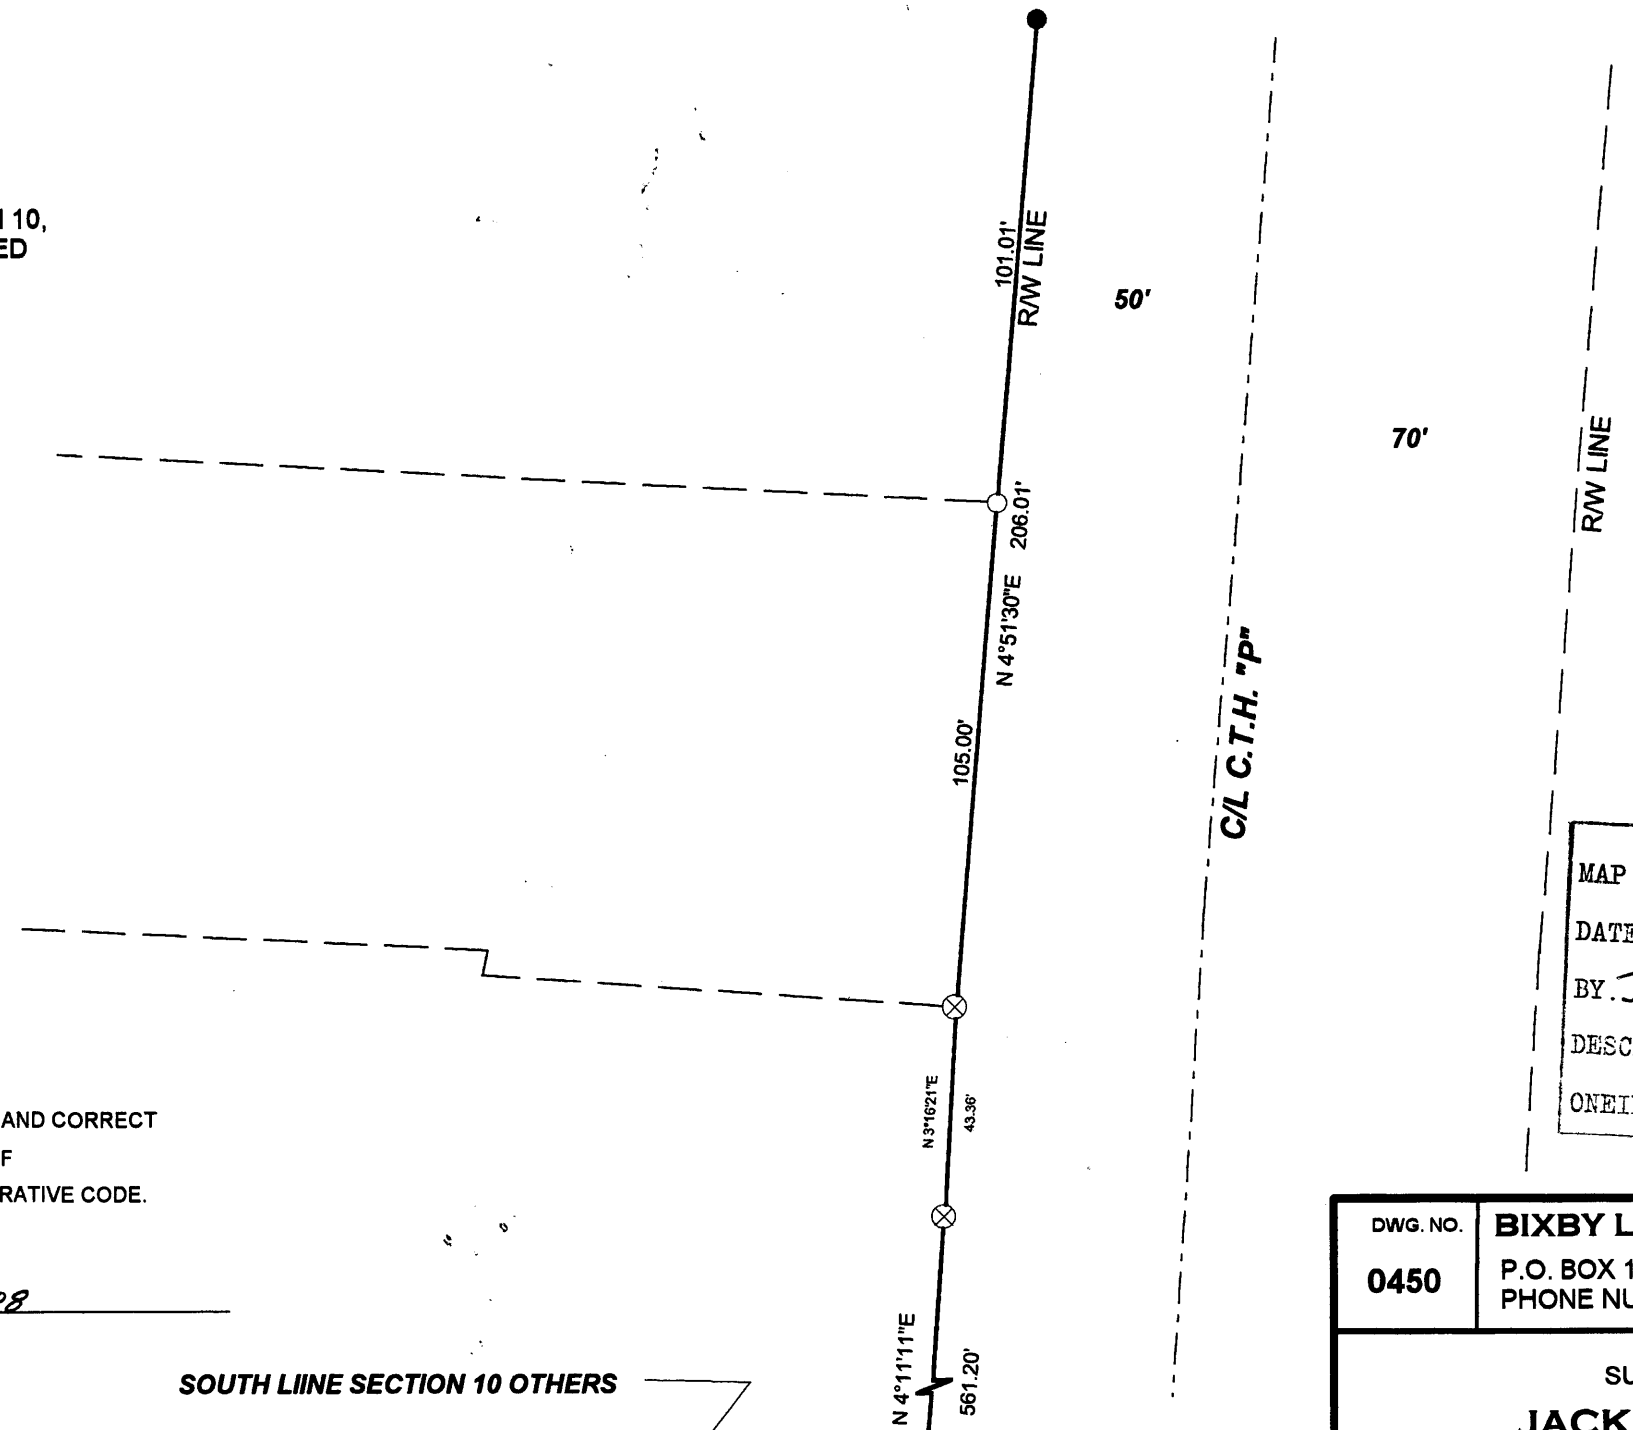 10,
ED
101.01'
R/W LINE
50'
70'
R/W LINE
206.01'
N 4°51'30"E
105.00'
C/L C.T.H. "P"
MAP
DATE
BY.
DESC
ONEI
N 3°16'21"E
43.36'
AND CORRECT
F
RATIVE CODE.
DWG. NO.
0450
BIXBY L
P.O. BOX 1
PHONE NU
8
SOUTH LIINE SECTION 10 OTHERS
N 4°11'11"E
561.20'
SU
JACK